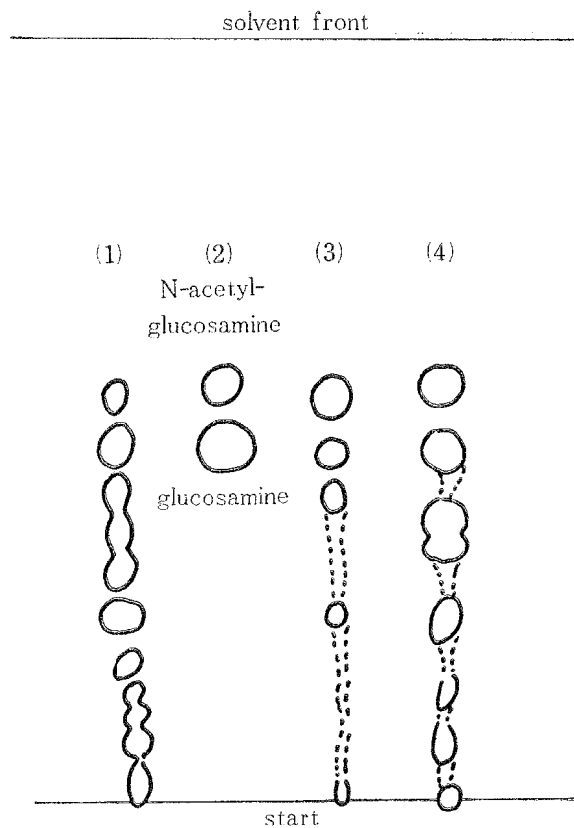 solvent front
(1) (2) (3) (4)
N-acetyl-
glucosamine
glucosamine
start